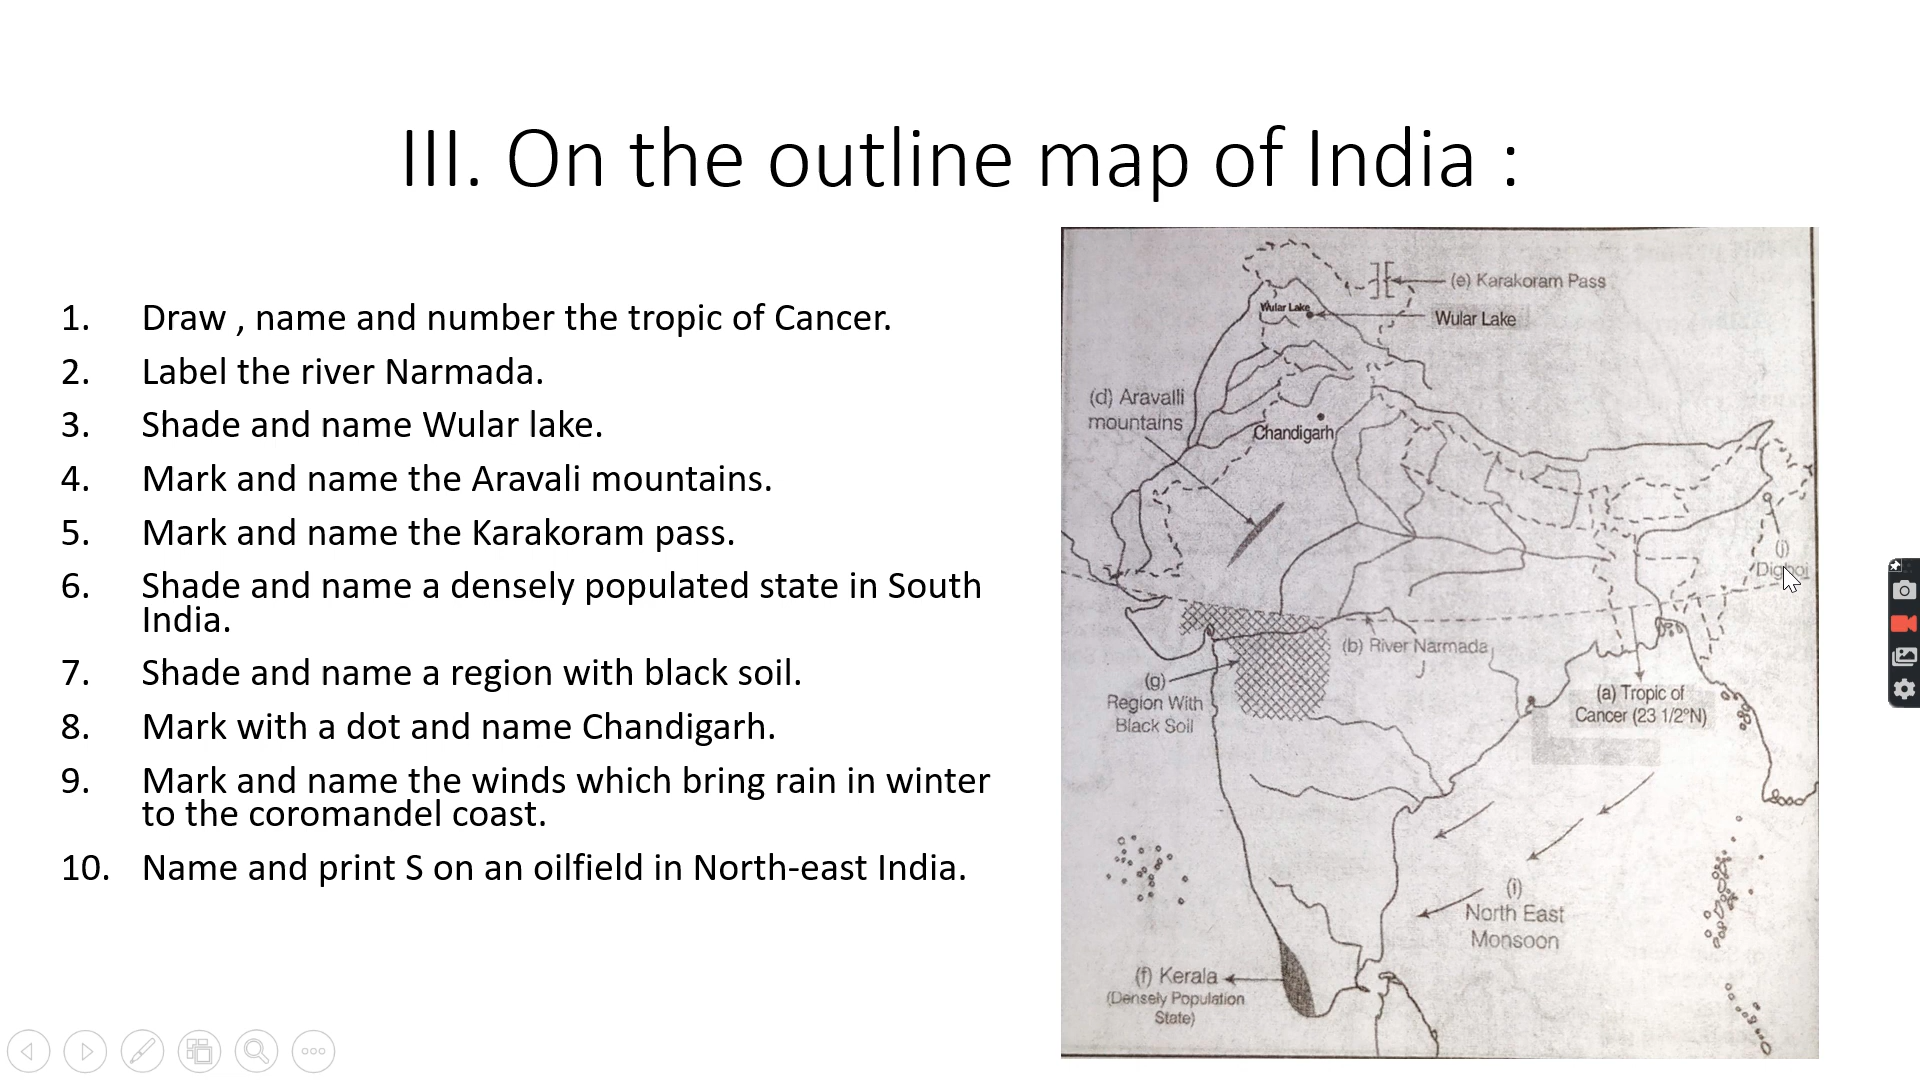 III. On the outline map of India :
1. Draw , name and number the tropic of Cancer.
2. Label the river Narmada.
3. Shade and name Wular lake.
4. Mark and name the Aravali mountains.
5. Mark and name the Karakoram pass.
6. Shade and name a densely populated state in South
India.
7. Shade and name a region with black soil.
8. Mark with a dot and name Chandigarh.
9. Mark and name the winds which bring rain in winter
to the coromandel coast.
10. Name and print S on an oilfield in North-east India.
(e) Karakoram Pass
Wular Lake
Wular Lake
(d) Aravalli
mountains
Chandigarh
(j)
Digboi
(b) River Narmada
(g)
Region With
Black Soil
(a) Tropic of
Cancer (23 1/2°N)
(i)
North East
Monsoon
(f) Kerala
(Densely Population
State)